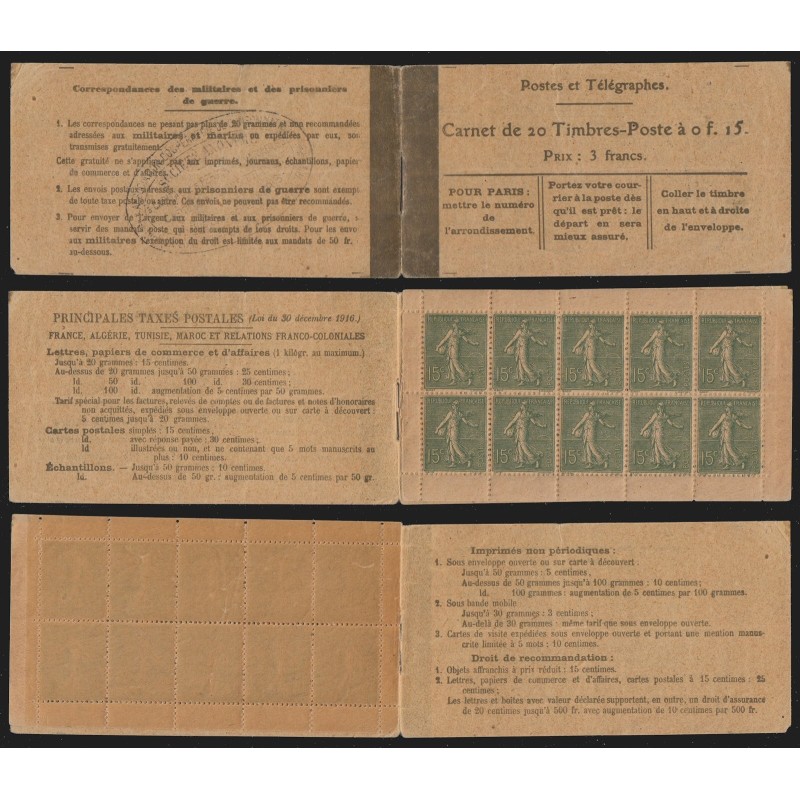 Correspondances des militaires et des prisonniers
de guerre.
1. Les correspondances ne pesant pas plus de 20 grammes et non recommandées
adressées aux militaires et marins ou expédiées par eux, son
transmises gratuitement.
Cette gratuité ne s'applique pas aux imprimés, journaux, échantillons, papier
de commerce et d'affaires.
2. Les envois postaux adressés aux prisonniers de guerre sont exempt
de toute taxe postale ou autre. Ces envois ne peuvent pas être recommandés.
3. Pour envoyer de l'argent aux militaires et aux prisonniers de guerre, s
servir des mandats poste qui sont exempts de tous droits. Pour les envo
aux militaires l'exemption du droit est limitée aux mandats de 50 fr.
au-dessous.
Postes et Télégraphes.
Carnet de 20 Timbres-Poste à 0 f. 15.
Prix : 3 francs.
POUR PARIS :
mettre le numéro
de
l'arrondissement.
Portez votre cour-
rier à la poste dès
qu'il est prêt : le
départ en sera
mieux assuré.
Coller le timbre
en haut et à droite
de l'enveloppe.
PRINCIPALES TAXES POSTALES (Loi du 30 décembre 1916.)
FRANCE, ALGÉRIE, TUNISIE, MAROC ET RELATIONS FRANCO-COLONIALES
Lettres, papiers de commerce et d'affaires (1 kilogr. au maximum.)
Jusqu'à 20 grammes : 15 centimes.
Au-dessus de 20 grammes jusqu'à 50 grammes : 25 centimes ;
Id. 50 id. 100 id. 30 centimes ;
Id. 100 id. augmentation de 5 centimes par 50 grammes.
Tarif spécial pour les factures, relevés de comptes ou de factures et notes d'honoraires
non acquittés, expédiés sous enveloppe ouverte ou sur carte à découvert :
5 centimes jusqu'à 20 grammes.
Cartes postales simples : 15 centimes ;
Id. avec réponse payée : 30 centimes ;
Id illustrées ou non, et ne contenant que 5 mots manuscrits au
plus : 10 centimes.
Échantillons. — Jusqu'à 50 grammes : 10 centimes.
Id. Au-dessus de 50 gr. : augmentation de 5 centimes par 50 gr.
15c 15c 15c 15c 15c
15c 15c 15c 15c 15c
Imprimés non périodiques :
1. Sous enveloppe ouverte ou sur carte à découvert :
Jusqu'à 50 grammes : 5 centimes ;
Au-dessus de 50 grammes jusqu'à 100 grammes : 10 centimes ;
Id. 100 grammes : augmentation de 5 centimes par 100 grammes.
2. Sous bande mobile.
Jusqu'à 30 grammes : 3 centimes ;
Au-delà de 20 grammes : même tarif que sous enveloppe ouverte.
3. Cartes de visite expédiées sous enveloppe ouverte et portant une mention manus-
crite limitée à 5 mots : 10 centimes.
Droit de recommandation :
1. Objets affranchis à prix réduit : 15 centimes.
2. Lettres, papiers de commerce et d'affaires, cartes postales à 15 centimes : 25
centimes ;
Les lettres et boîtes avec valeur déclarée supportent, en outre, un droit d'assurance
de 20 centimes jusqu'à 500 fr. avec augmentation de 10 centimes par 500 fr.